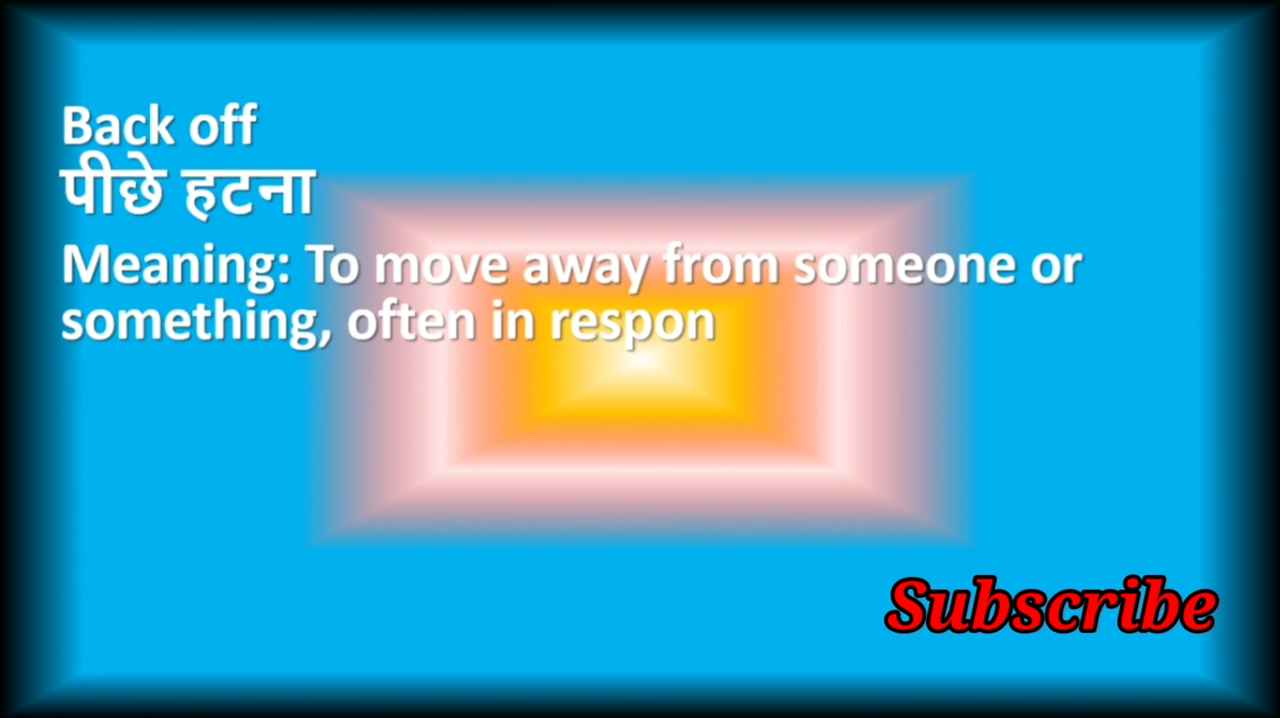 Back off
पीछे हटना
Meaning: To move away from someone or
something, often in respon
Subscribe